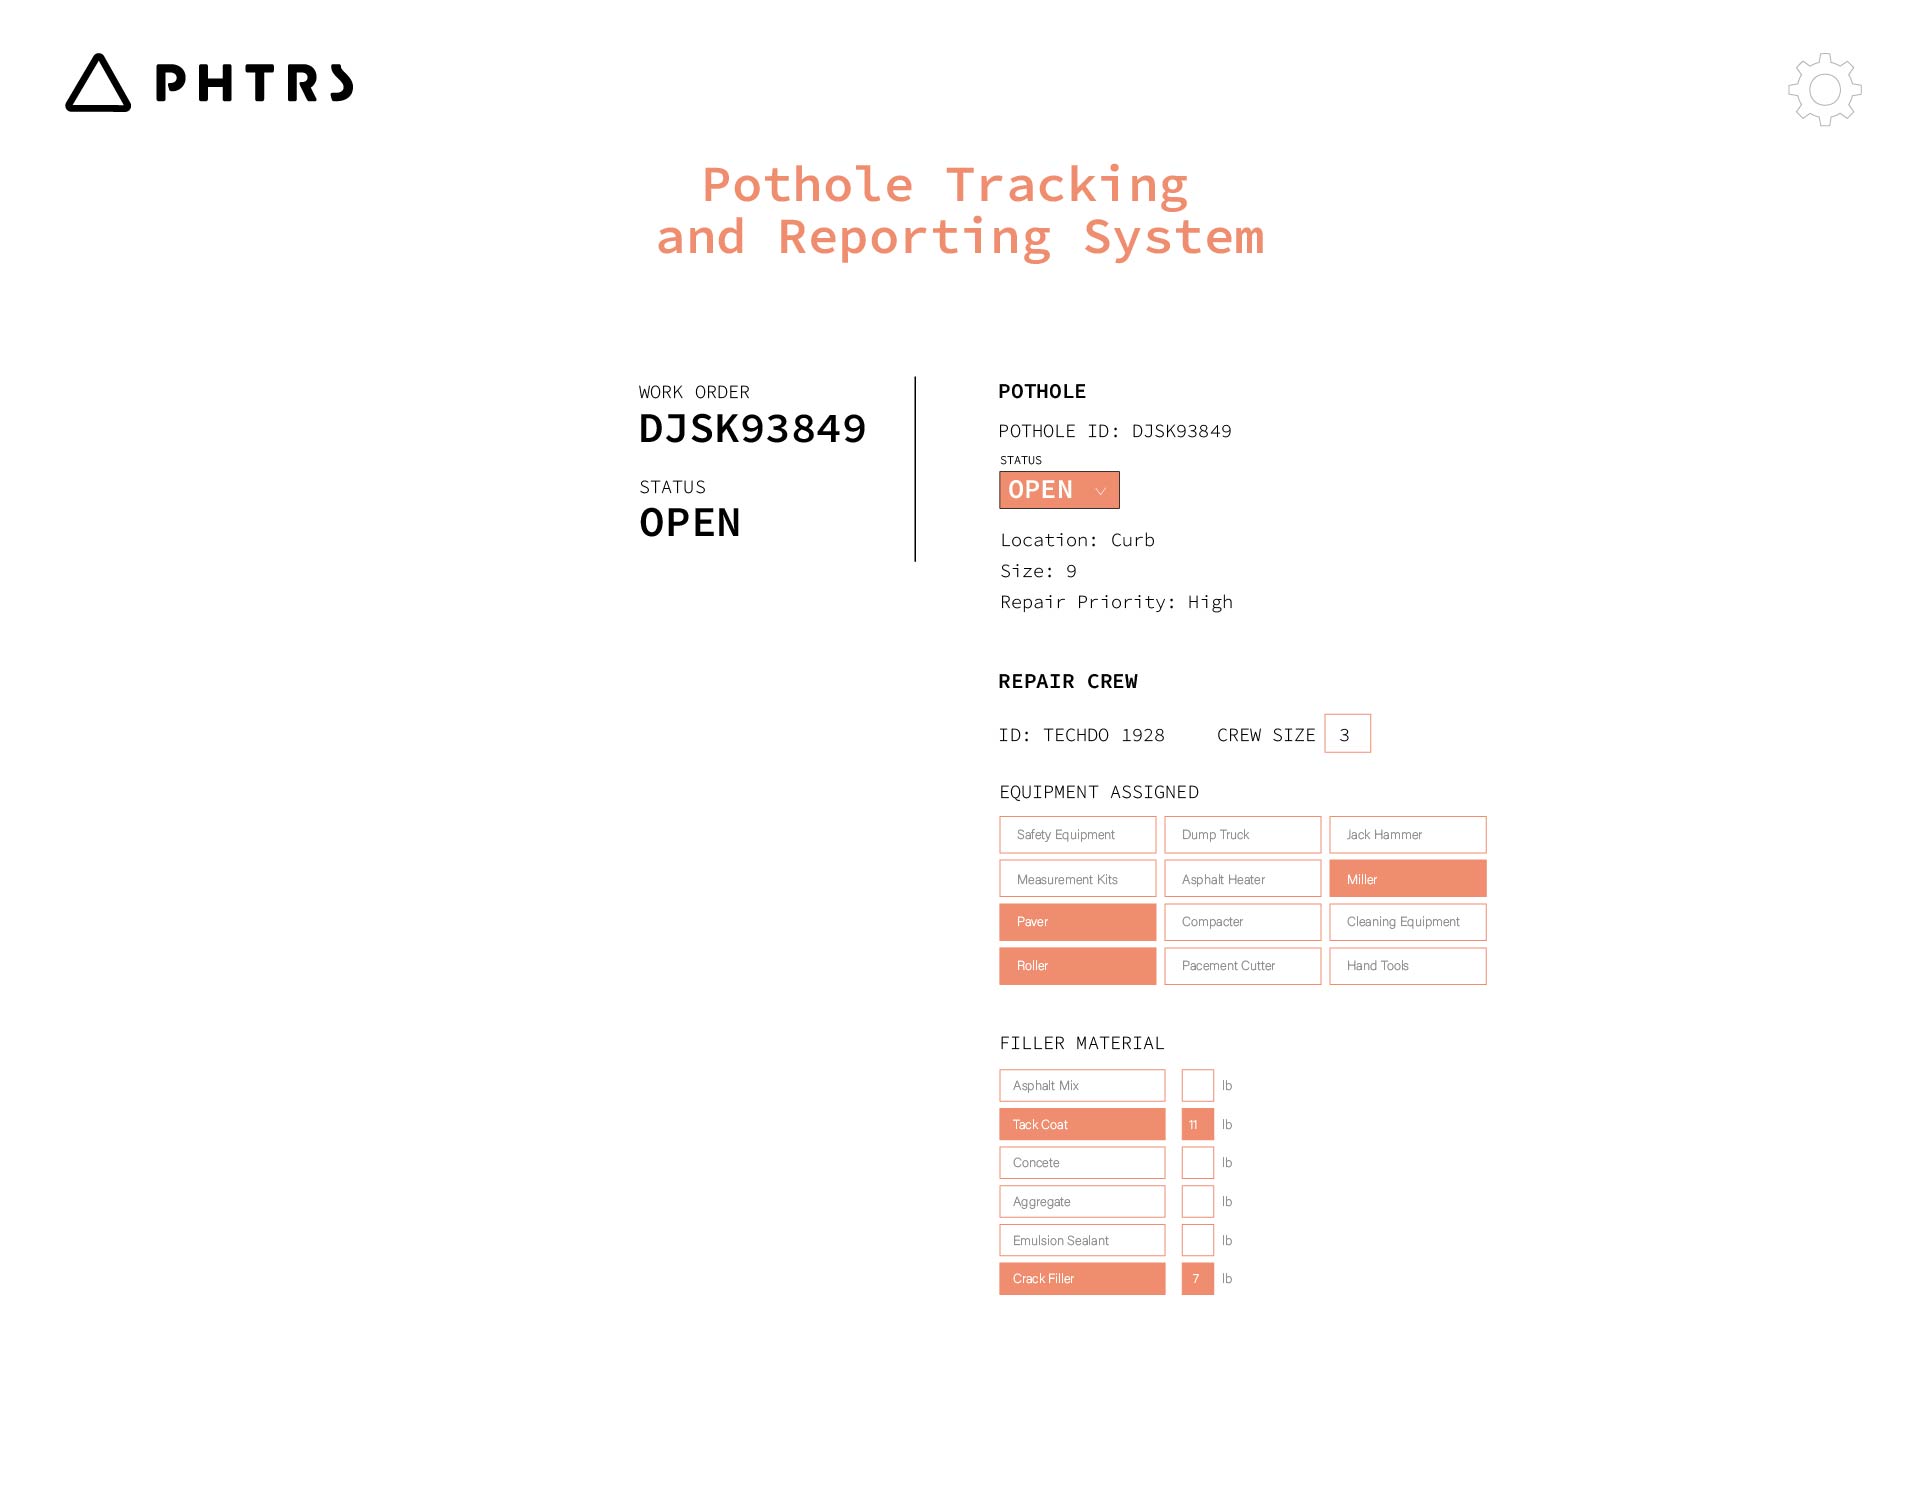 PHTRS
Pothole Tracking
and Reporting System
WORK ORDER
DJSK93849
STATUS
OPEN
POTHOLE
POTHOLE ID: DJSK93849
STATUS
OPEN
Location: Curb
Size: 9
Repair Priority: High
REPAIR CREW
ID: TECHDO 1928 CREW SIZE 3
EQUIPMENT ASSIGNED
Safety Equipment Dump Truck Jack Hammer
Measurement Kits Asphalt Heater Miller
Paver Compacter Cleaning Equipment
Roller Pacement Cutter Hand Tools
FILLER MATERIAL
Asphalt Mix lb
Tack Coat 11 lb
Concete lb
Aggregate lb
Emulsion Sealant lb
Crack Filler 7 lb